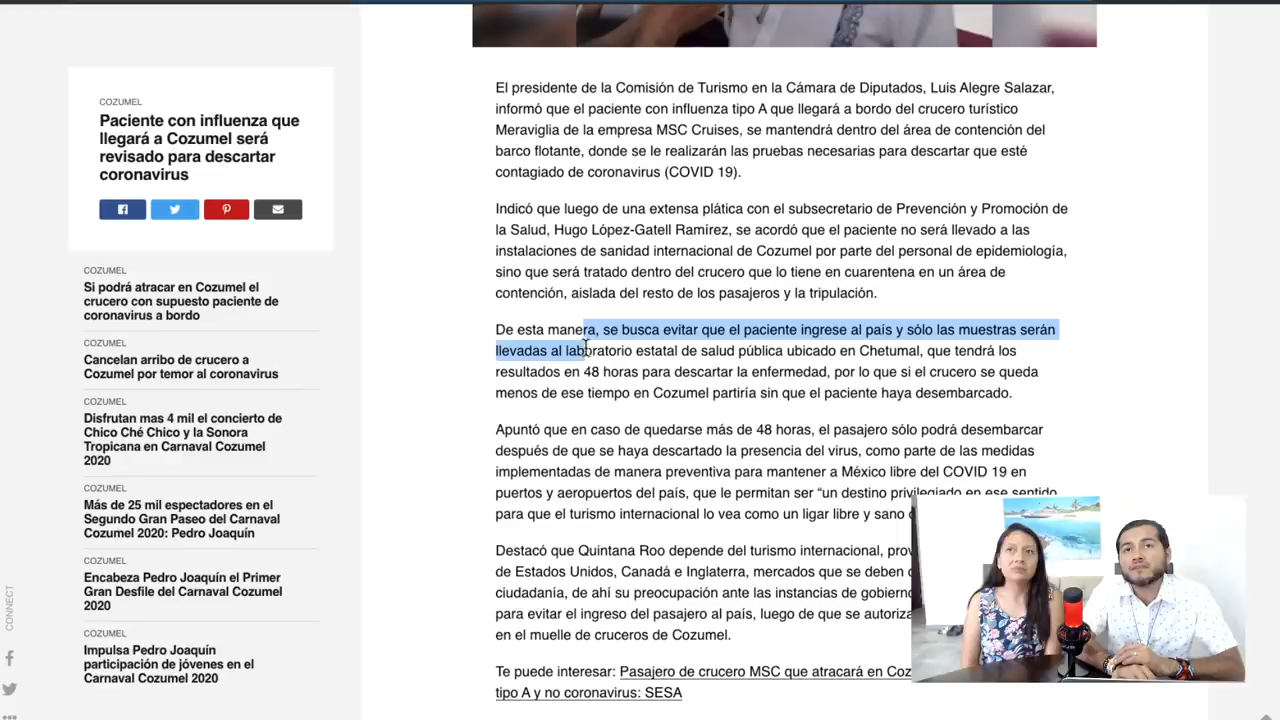 COZUMEL
Paciente con influenza que
llegará a Cozumel será
revisado para descartar
coronavirus
COZUMEL
Si podrá atracar en Cozumel el
crucero con supuesto paciente de
coronavirus a bordo
COZUMEL
Cancelan arribo de crucero a
Cozumel por temor al coronavirus
COZUMEL
Disfrutan mas 4 mil el concierto de
Chico Ché Chico y la Sonora
Tropicana en Carnaval Cozumel
2020
COZUMEL
Más de 25 mil espectadores en el
Segundo Gran Paseo del Carnaval
Cozumel 2020: Pedro Joaquín
COZUMEL
Encabeza Pedro Joaquín el Primer
Gran Desfile del Carnaval Cozumel
2020
COZUMEL
Impulsa Pedro Joaquín
participación de jóvenes en el
Carnaval Cozumel 2020
CONNECT
El presidente de la Comisión de Turismo en la Cámara de Diputados, Luis Alegre Salazar,
informó que el paciente con influenza tipo A que llegará a bordo del crucero turístico
Meraviglia de la empresa MSC Cruises, se mantendrá dentro del área de contención del
barco flotante, donde se le realizarán las pruebas necesarias para descartar que esté
contagiado de coronavirus (COVID 19).
Indicó que luego de una extensa plática con el subsecretario de Prevención y Promoción de
la Salud, Hugo López-Gatell Ramírez, se acordó que el paciente no será llevado a las
instalaciones de sanidad internacional de Cozumel por parte del personal de epidemiología,
sino que será tratado dentro del crucero que lo tiene en cuarentena en un área de
contención, aislada del resto de los pasajeros y la tripulación.
De esta manera, se busca evitar que el paciente ingrese al país y sólo las muestras serán
llevadas al laboratorio estatal de salud pública ubicado en Chetumal, que tendrá los
resultados en 48 horas para descartar la enfermedad, por lo que si el crucero se queda
menos de ese tiempo en Cozumel partiría sin que el paciente haya desembarcado.
Apuntó que en caso de quedarse más de 48 horas, el pasajero sólo podrá desembarcar
después de que se haya descartado la presencia del virus, como parte de las medidas
implementadas de manera preventiva para mantener a México libre del COVID 19 en
puertos y aeropuertos del país, que le permitan ser “un destino privilegiado en ese sentido
para que el turismo internacional lo vea como un ligar libre y sano
Destacó que Quintana Roo depende del turismo internacional,
de Estados Unidos, Canadá e Inglaterra, mercados que se deben
ciudadanía, de ahí su preocupación ante las instancias de gobierno
para evitar el ingreso del pasajero al país, luego de que se autoriza
en el muelle de cruceros de Cozumel.
Te puede interesar: Pasajero de crucero MSC que atracará en
tipo A y no coronavirus: SESA